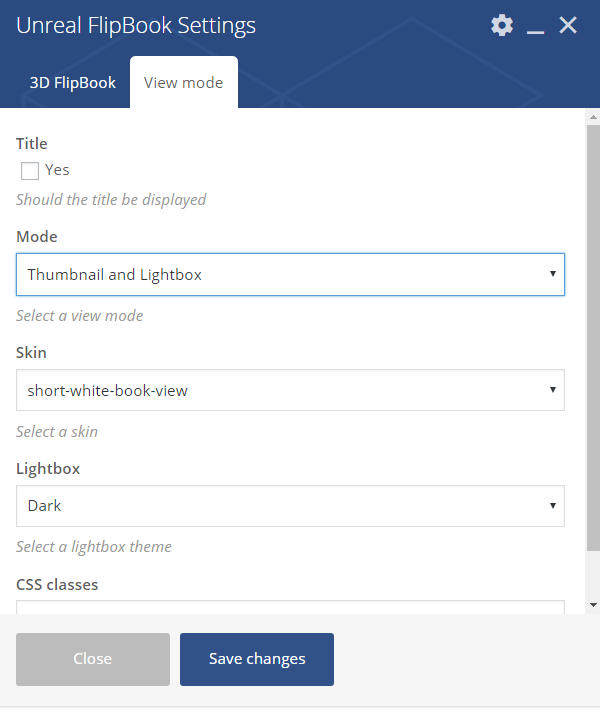 Unreal FlipBook Settings
3D FlipBook View mode
Title
Yes
Should the title be displayed
Mode
Thumbnail and Lightbox
Select a view mode
Skin
short-white-book-view
Select a skin
Lightbox
Dark
Select a lightbox theme
CSS classes
Close Save changes